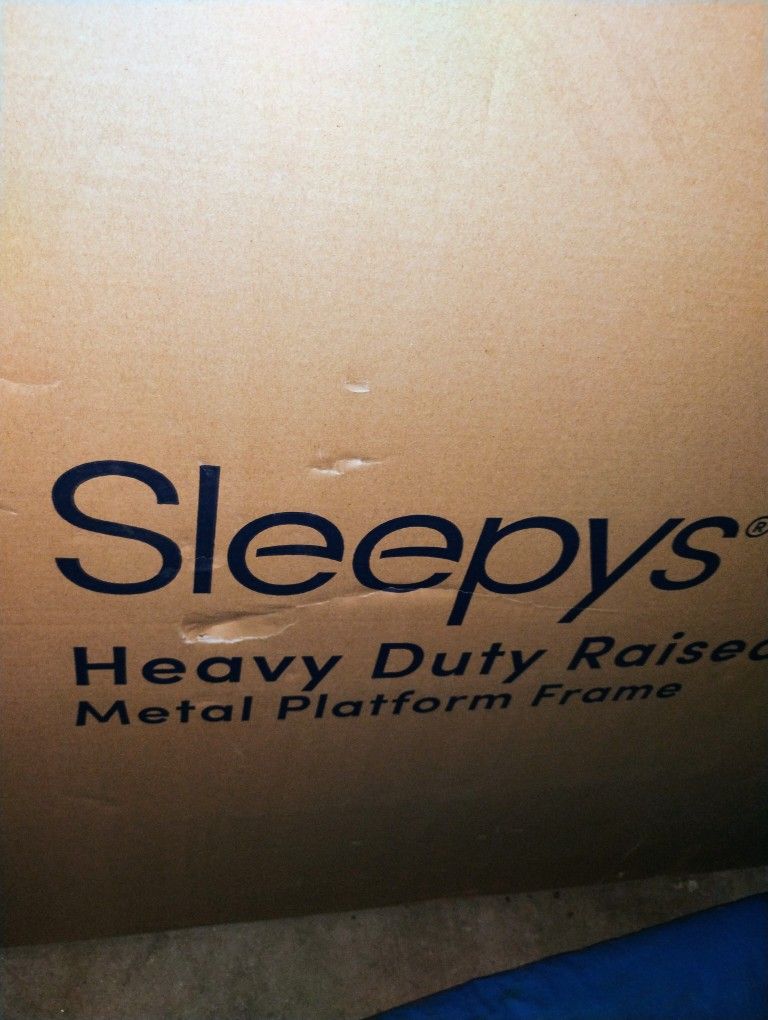 Sleepys®
Heavy Duty Raised
Metal Platform Frame